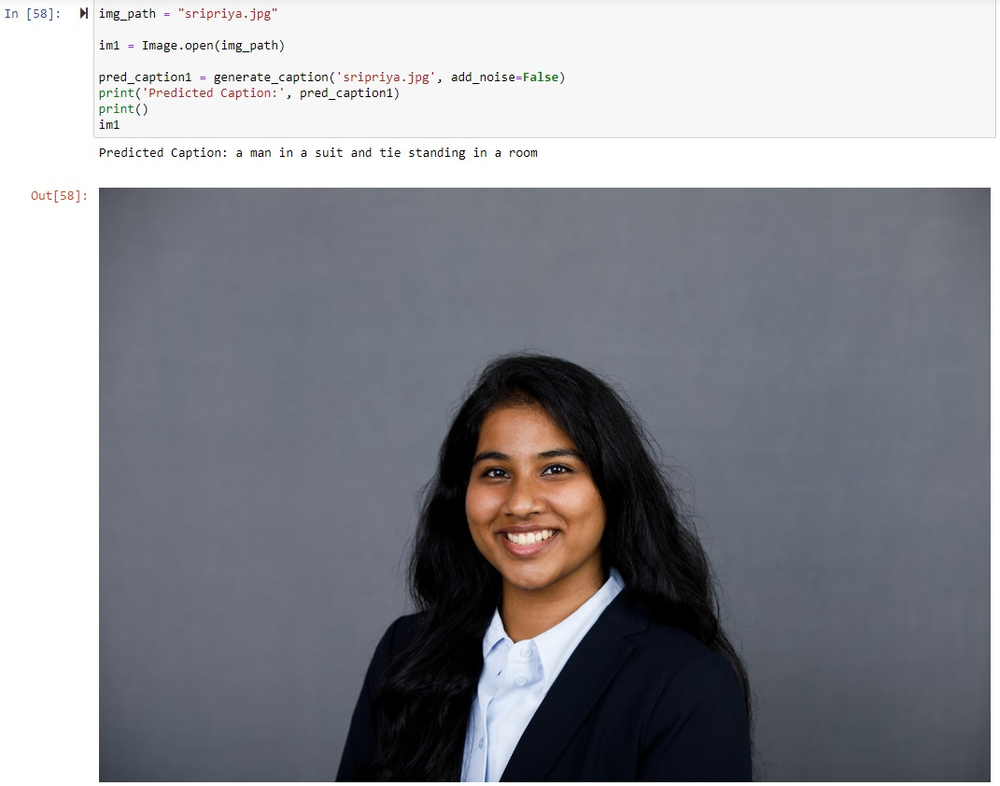 In [58]:
img_path = "sripriya.jpg"
im1 = Image.open(img_path)
pred_caption1 = generate_caption('sripriya.jpg', add_noise=False)
print('Predicted Caption:', pred_caption1)
print()
im1
Predicted Caption: a man in a suit and tie standing in a room
Out[58]: